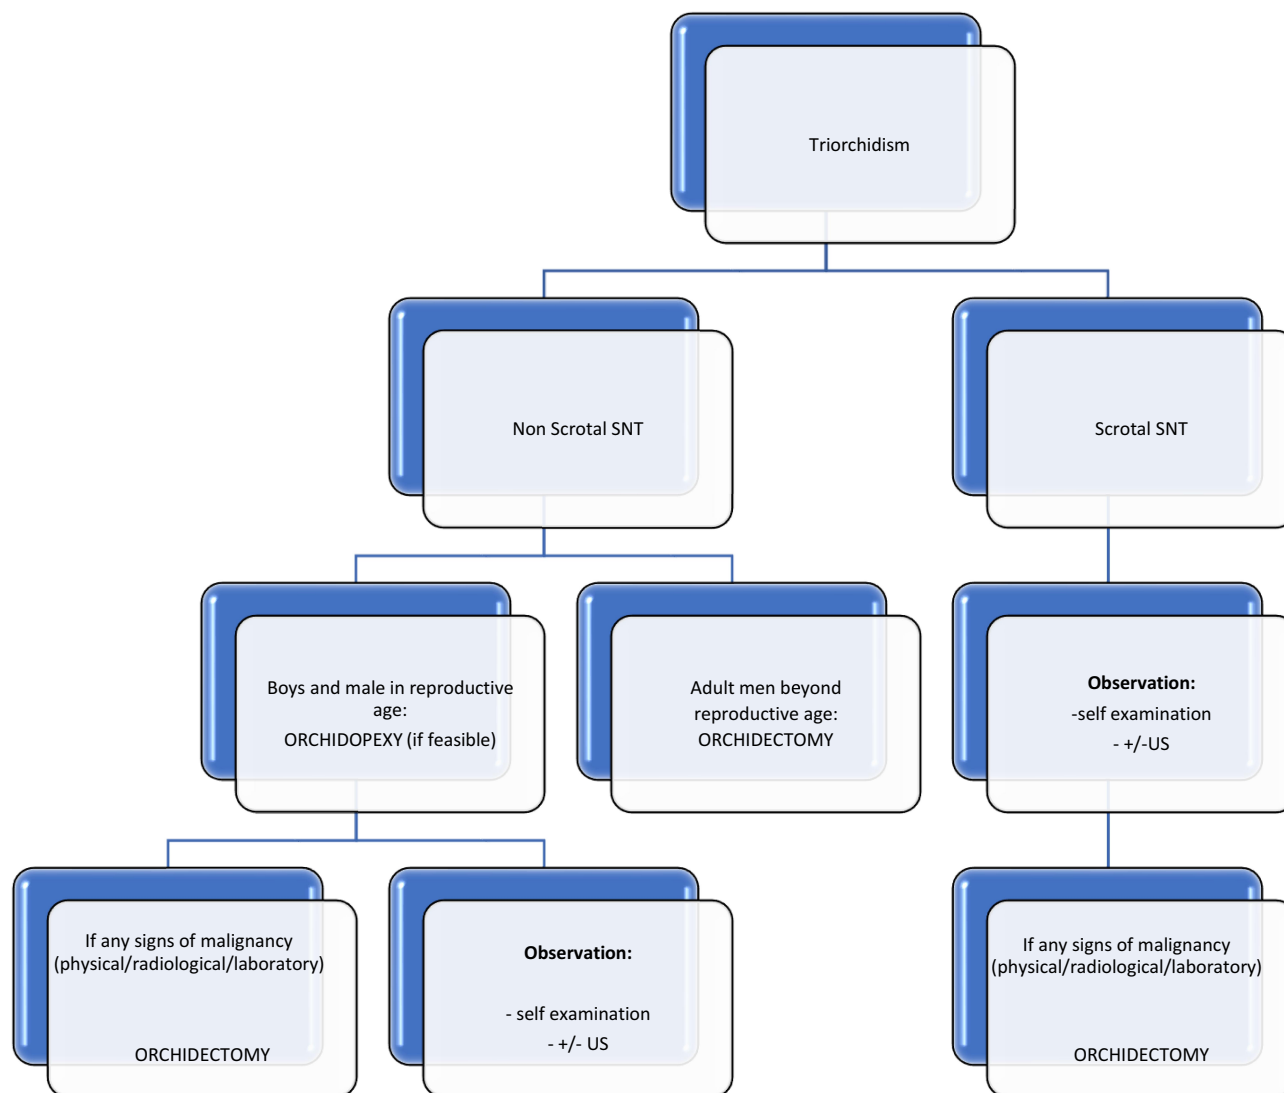 Triorchidism
Non Scrotal SNT
Scrotal SNT
Boys and male in reproductive
age:
ORCHIDOPEXY (if feasible)
Adult men beyond
reproductive age:
ORCHIDECTOMY
Observation:
-self examination
- +/-US
If any signs of malignancy
(physical/radiological/laboratory)
ORCHIDECTOMY
Observation:
- self examination
- +/- US
If any signs of malignancy
(physical/radiological/laboratory)
ORCHIDECTOMY